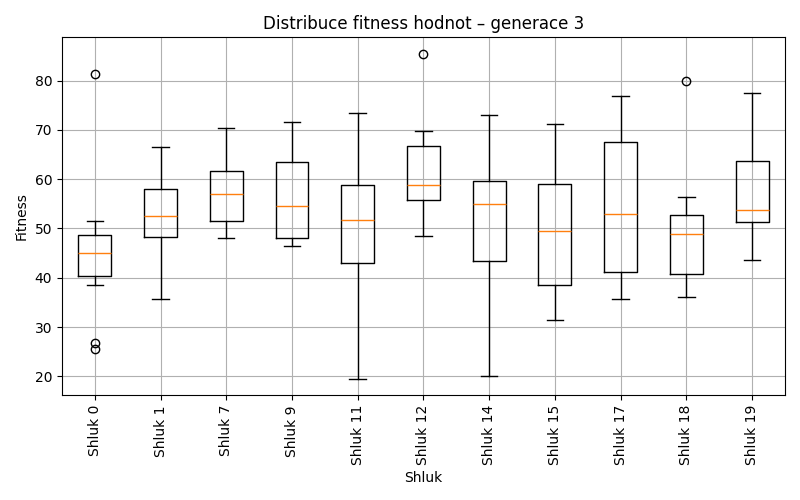 Distribuce fitness hodnot – generace 3
Fitness
80
70
60
50
40
30
20
Shluk 0
Shluk 1
Shluk 7
Shluk 9
Shluk 11
Shluk 12
Shluk 14
Shluk 15
Shluk 17
Shluk 18
Shluk 19
Shluk